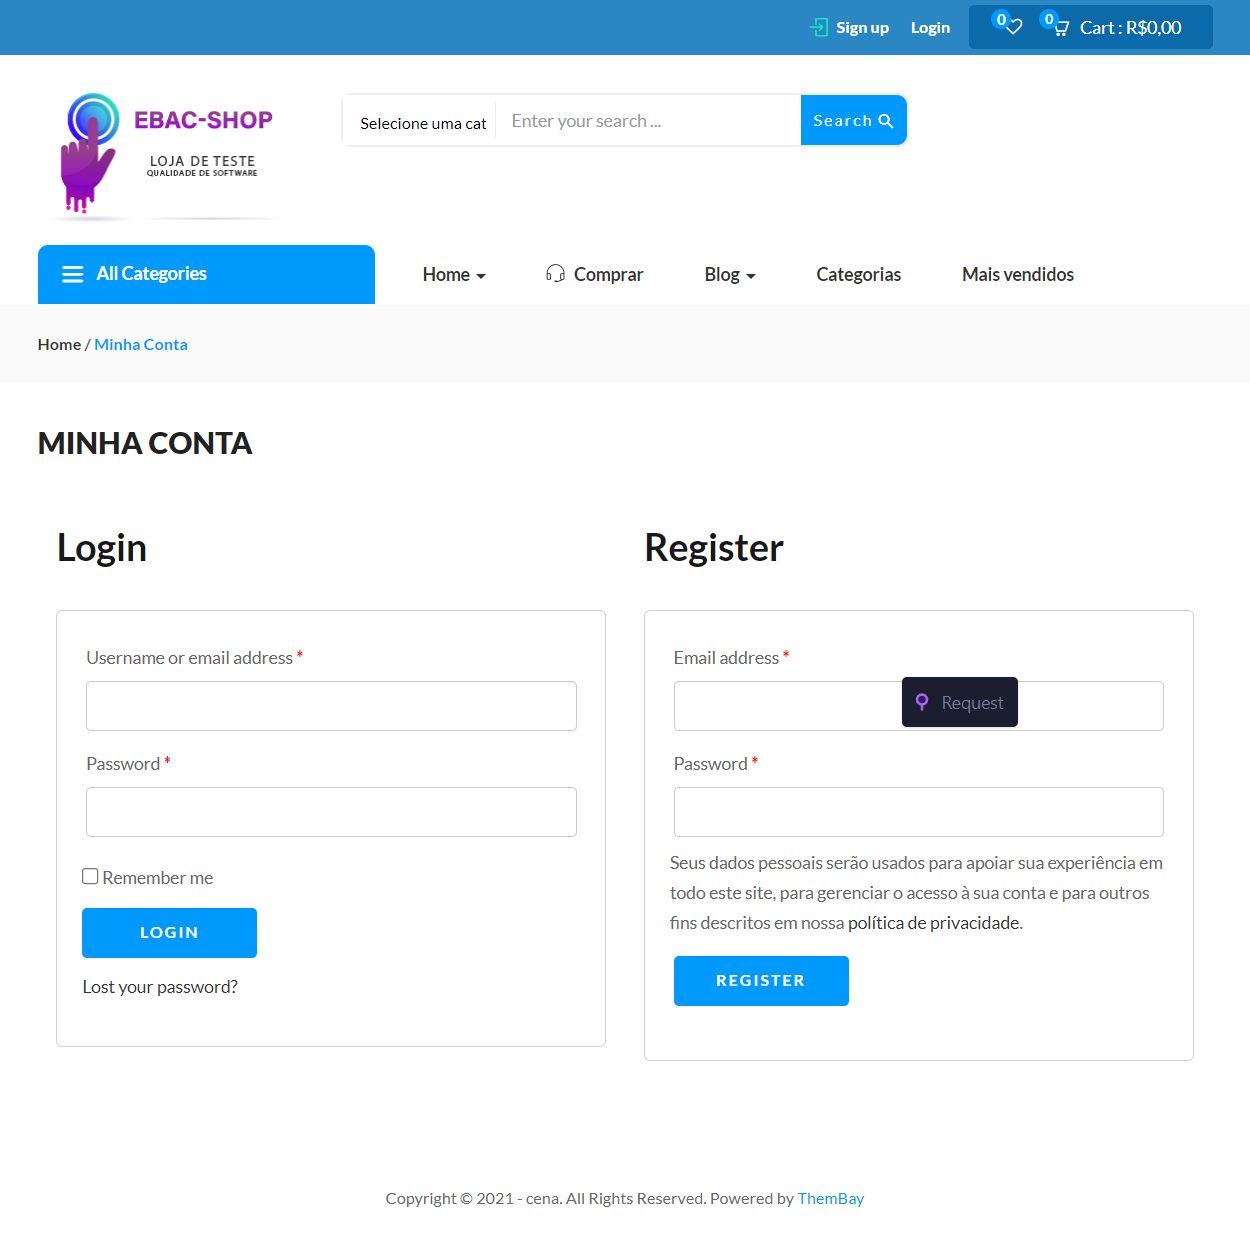 Sign up Login 0 0 Cart : R$0,00
EBAC-SHOP
LOJA DE TESTE
QUALIDADE DE SOFTWARE
Selecione uma cat Enter your search ... Search
All Categories Home Comprar Blog Categorias Mais vendidos
Home / Minha Conta
MINHA CONTA
Login
Username or email address *
Password *
Remember me
LOGIN
Lost your password?
Register
Email address *
Request
Password *
Seus dados pessoais serão usados para apoiar sua experiência em
todo este site, para gerenciar o acesso à sua conta e para outros
fins descritos em nossa política de privacidade.
REGISTER
Copyright © 2021 - cena. All Rights Reserved. Powered by ThemBay